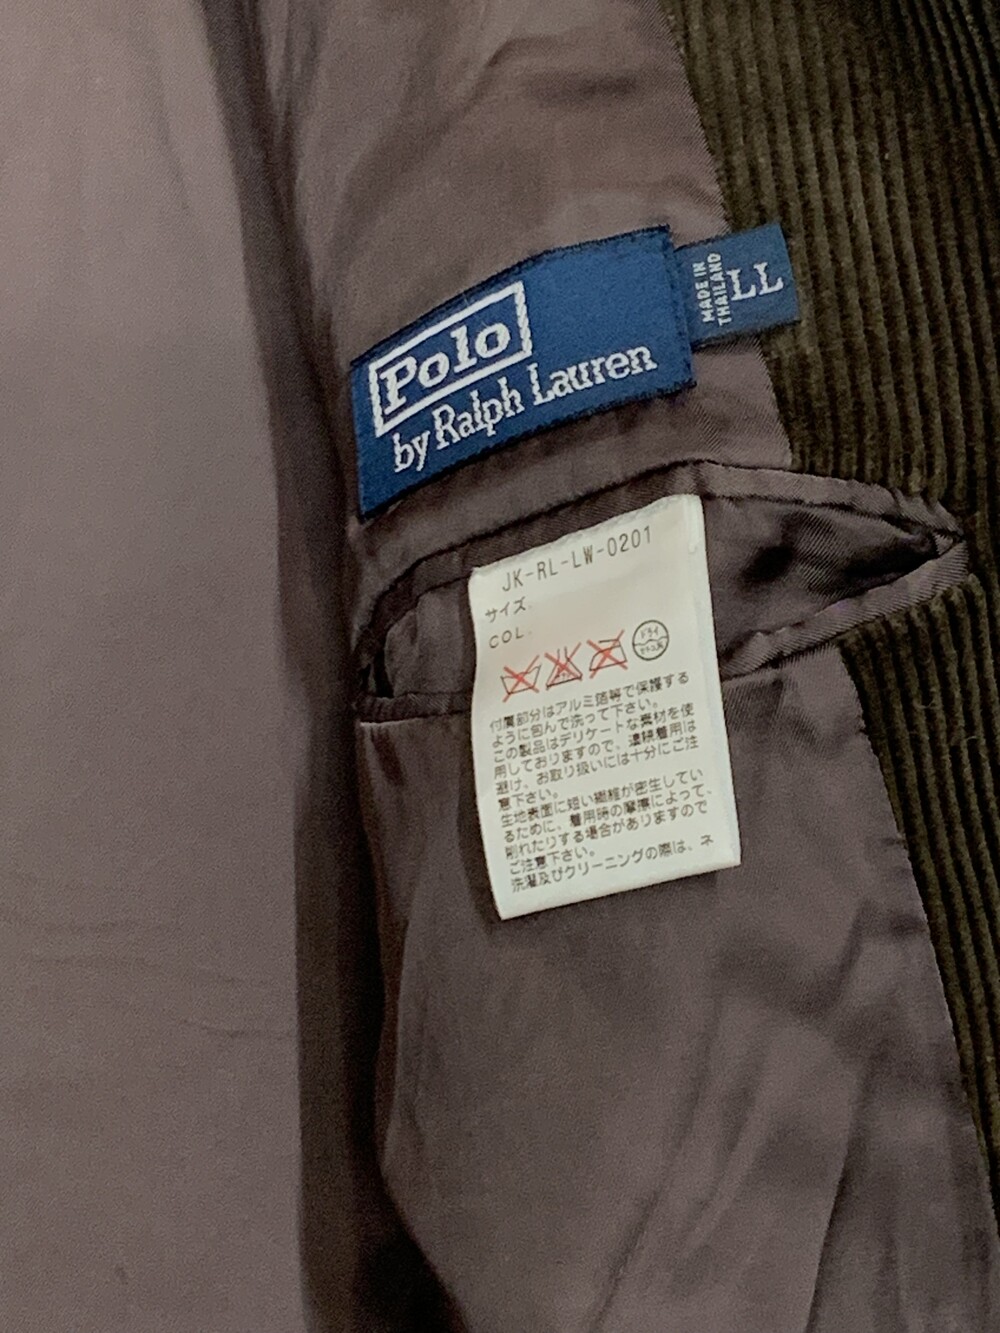 Polo
by Ralph Lauren
MADE IN
THAILAND
LL
JK-RL-LW-0201
サイズ
COL.
ドライ
付属部分はアルミ箔等で保護する
ように包んで洗って下さい。
この製品はデリケートな素材を使
用しておりますので、連続着用は
避け、お取り扱いには十分にご注
意下さい。
生地表面に短い繊維が密生してい
るために、着用時の摩擦によって、
削れたりする場合がありますので
ご注意下さい。
洗濯及びクリーニングの際は、ネ